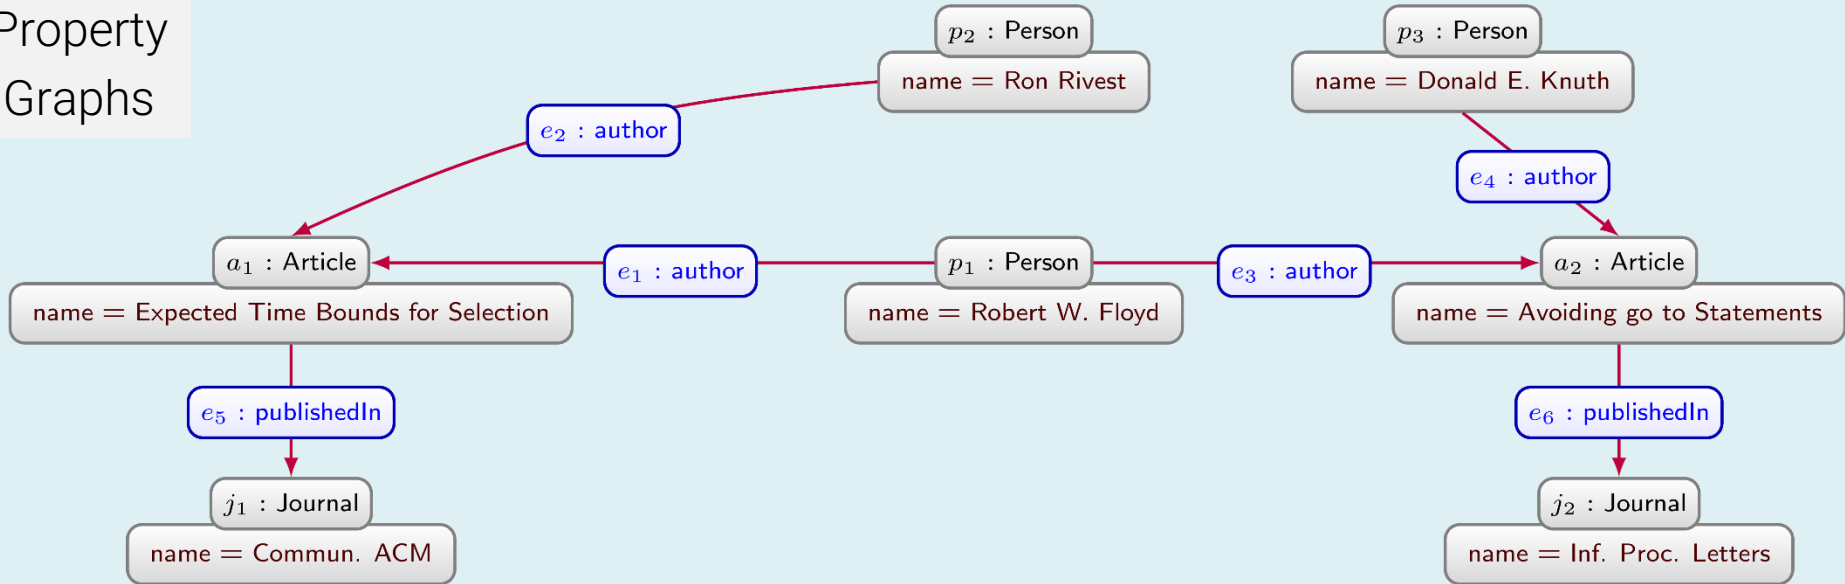 Property
Graphs
p₂ : Person
name = Ron Rivest
p₃ : Person
name = Donald E. Knuth
e₂ : author
e₄ : author
a₁ : Article
name = Expected Time Bounds for Selection
e₁ : author
p₁ : Person
name = Robert W. Floyd
e₃ : author
a₂ : Article
name = Avoiding go to Statements
e₅ : publishedIn
e₆ : publishedIn
j₁ : Journal
name = Commun. ACM
j₂ : Journal
name = Inf. Proc. Letters